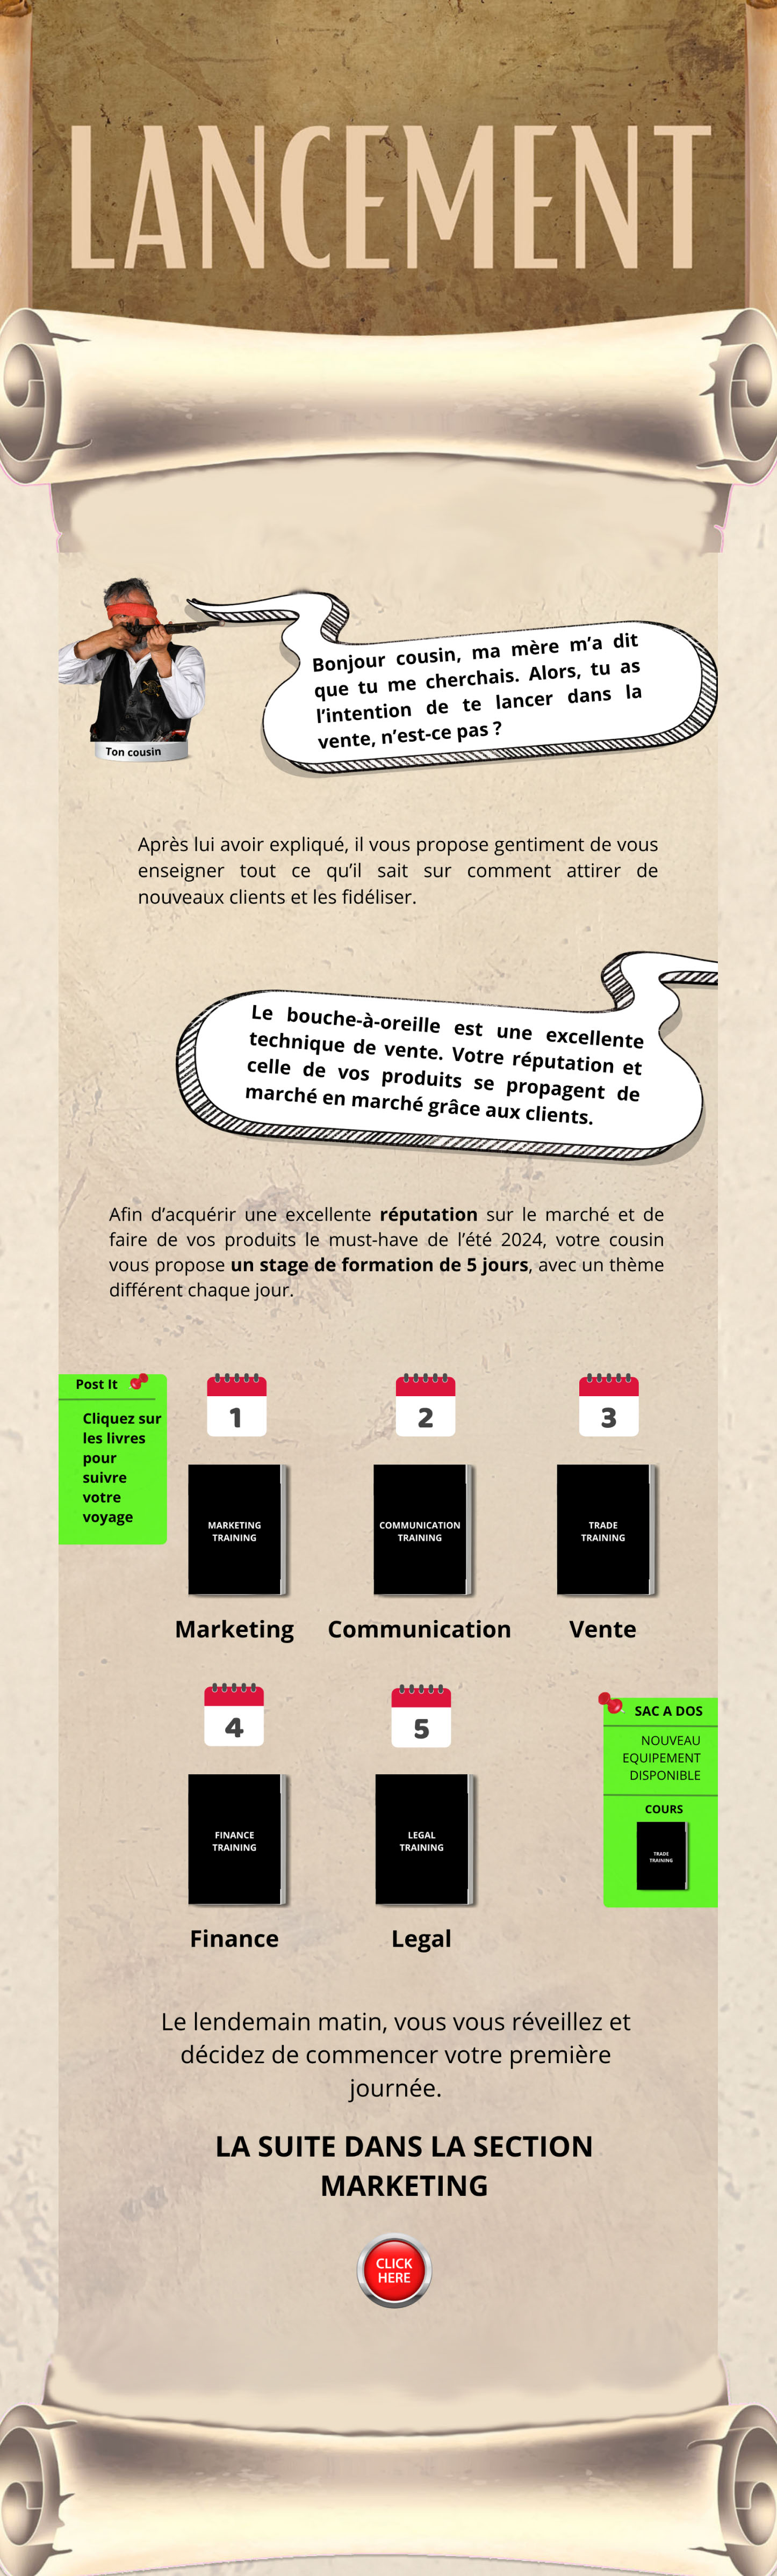 LANCEMENT
Bonjour cousin, ma mère m'a dit
que tu me cherchais. Alors, tu as
l'intention de te lancer dans la
vente, n'est-ce pas ?
Ton cousin
Après lui avoir expliqué, il vous propose gentiment de vous
enseigner tout ce qu'il sait sur comment attirer de
nouveaux clients et les fidéliser.
Le bouche-à-oreille est une excellente
technique de vente. Votre réputation et
celle de vos produits se propagent de
marché en marché grâce aux clients.
Afin d'acquérir une excellente réputation sur le marché et de
faire de vos produits le must-have de l'été 2024, votre cousin
vous propose un stage de formation de 5 jours, avec un thème
différent chaque jour.
Post It
Cliquez sur
les livres
pour
suivre
votre
voyage
1
2
3
MARKETING
TRAINING
COMMUNICATION
TRAINING
TRADE
TRAINING
Marketing
Communication
Vente
4
5
FINANCE
TRAINING
LEGAL
TRAINING
Finance
Legal
SAC A DOS
NOUVEAU
EQUIPEMENT
DISPONIBLE
COURS
TRADE
TRAINING
Le lendemain matin, vous vous réveillez et
décidez de commencer votre première
journée.
LA SUITE DANS LA SECTION
MARKETING
CLICK
HERE